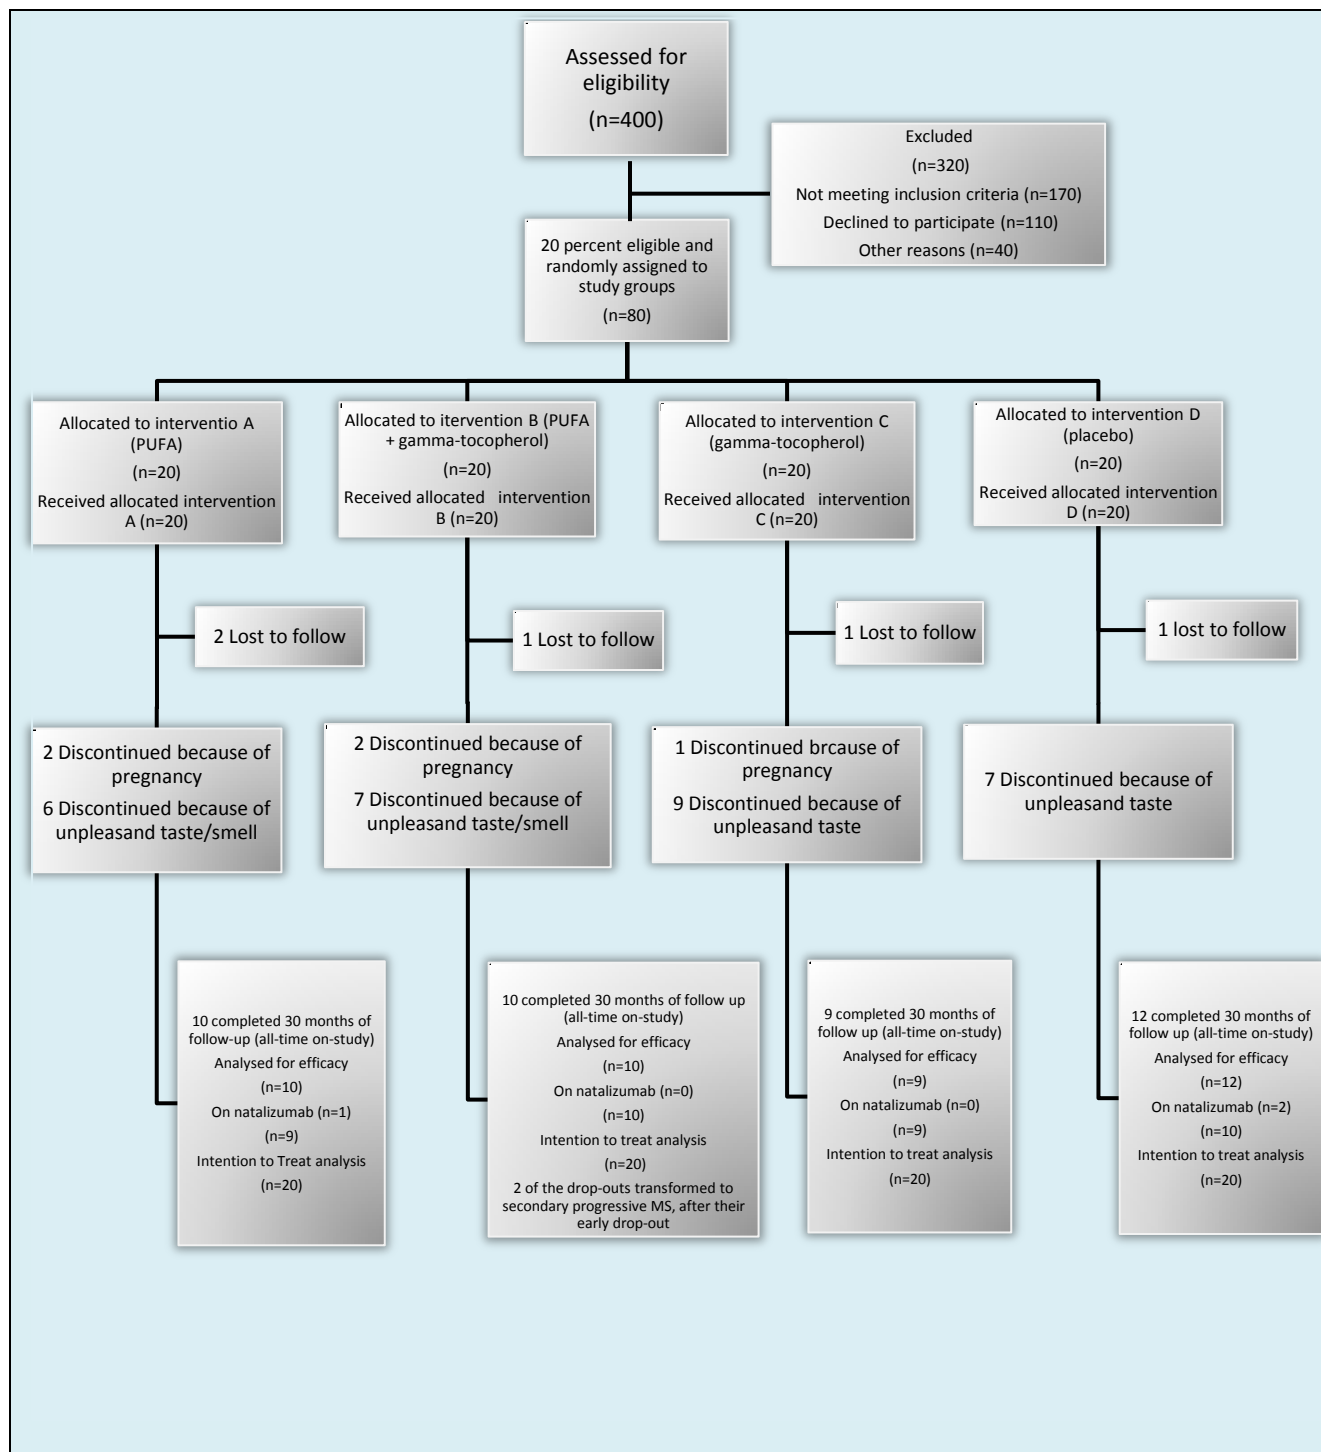 Assessed for
eligibility
(n=400)
Excluded
(n=320)
Not meeting inclusion criteria (n=170)
Declined to participate (n=110)
Other reasons (n=40)
20 percent eligible and
randomly assigned to
study groups
(n=80)
Allocated to interventio A
(PUFA)
(n=20)
Received allocated intervention
A (n=20)
Allocated to itervention B (PUFA
+ gamma-tocopherol)
(n=20)
Received allocated intervention
B (n=20)
Allocated to intervention C
(gamma-tocopherol)
(n=20)
Received allocated intervention
C (n=20)
Allocated to intervention D
(placebo)
(n=20)
Received allocated intervention
D (n=20)
2 Lost to follow
1 Lost to follow
1 Lost to follow
1 lost to follow
2 Discontinued because of
pregnancy
6 Discontinued because of
unpleasand taste/smell
2 Discontinued because of
pregnancy
7 Discontinued because of
unpleasand taste/smell
1 Discontinued brcause of
pregnancy
9 Discontinued because of
unpleasand taste
7 Discontinued because of
unpleasand taste
10 completed 30 months of
follow-up (all-time on-study)
Analysed for efficacy
(n=10)
On natalizumab (n=1)
(n=9)
Intention to Treat analysis
(n=20)
10 completed 30 months of follow up
(all-time on-study)
Analysed for efficacy
(n=10)
On natalizumab (n=0)
(n=10)
Intention to treat analysis
(n=20)
2 of the drop-outs transformed to
secondary progressive MS, after their
early drop-out
9 completed 30 months of
follow up (all-time on-study)
Analysed for efficacy
(n=9)
On natalizumab (n=0)
(n=9)
Intention to treat analysis
(n=20)
12 completed 30 months of
follow up (all-time on-study)
Analysed for efficacy
(n=12)
On natalizumab (n=2)
(n=10)
Intention to treat analysis
(n=20)